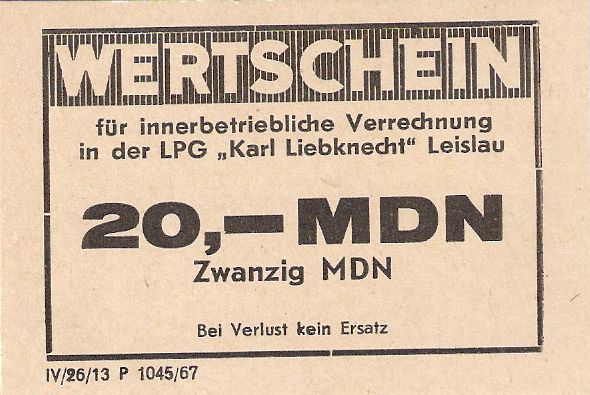 WERTSCHEIN
für innerbetriebliche Verrechnung
in der LPG „Karl Liebknecht“ Leislau
20,— MDN
Zwanzig MDN
Bei Verlust kein Ersatz
IV/26/13 P 1045/67